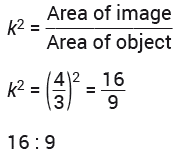 k² = Area of image / Area of object
k² = (4/3)² = 16/9
16 : 9